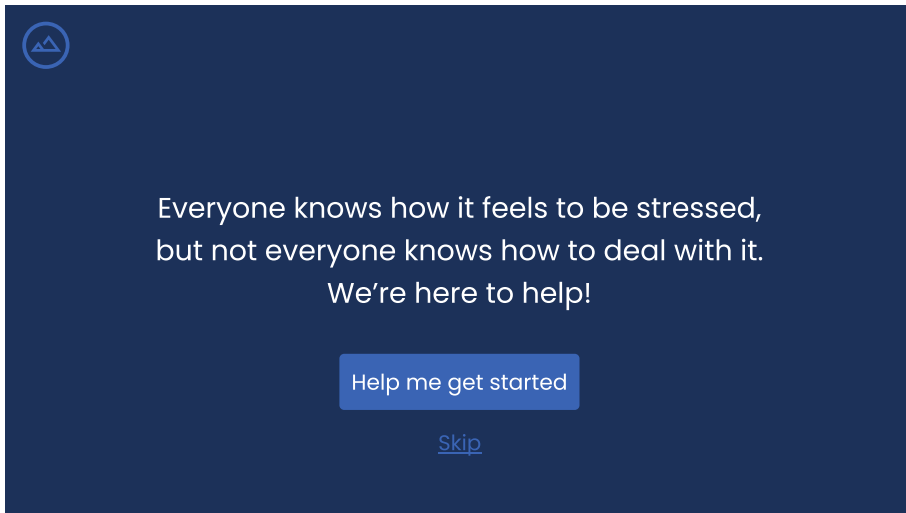 Everyone knows how it feels to be stressed,
but not everyone knows how to deal with it.
We’re here to help!
Help me get started
Skip